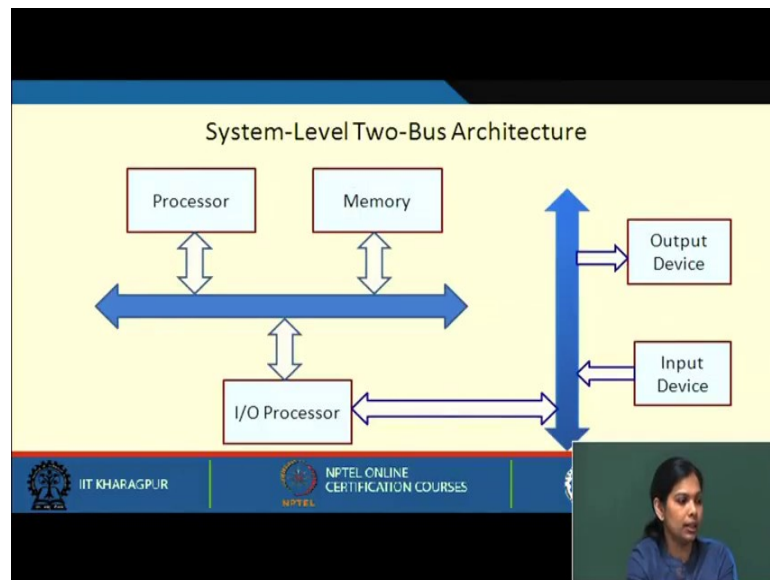 System-Level Two-Bus Architecture
Processor
Memory
Output
Device
Input
Device
I/O Processor
IIT KHARAGPUR
NPTEL ONLINE
CERTIFICATION COURSES
NPTEL